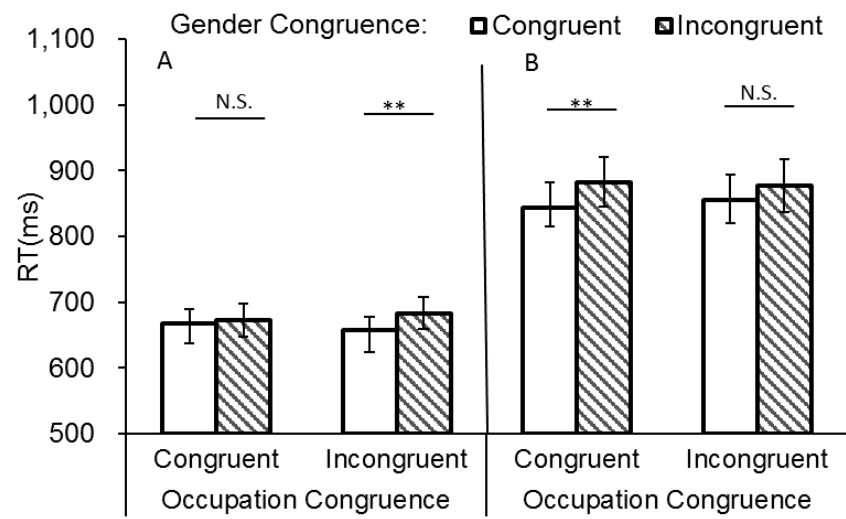 Gender Congruence: Congruent Incongruent
1,100
1,000
900
800
700
600
500
RT(ms)
A
N.S.
**
B
**
N.S.
Congruent Incongruent Congruent Incongruent
Occupation Congruence Occupation Congruence